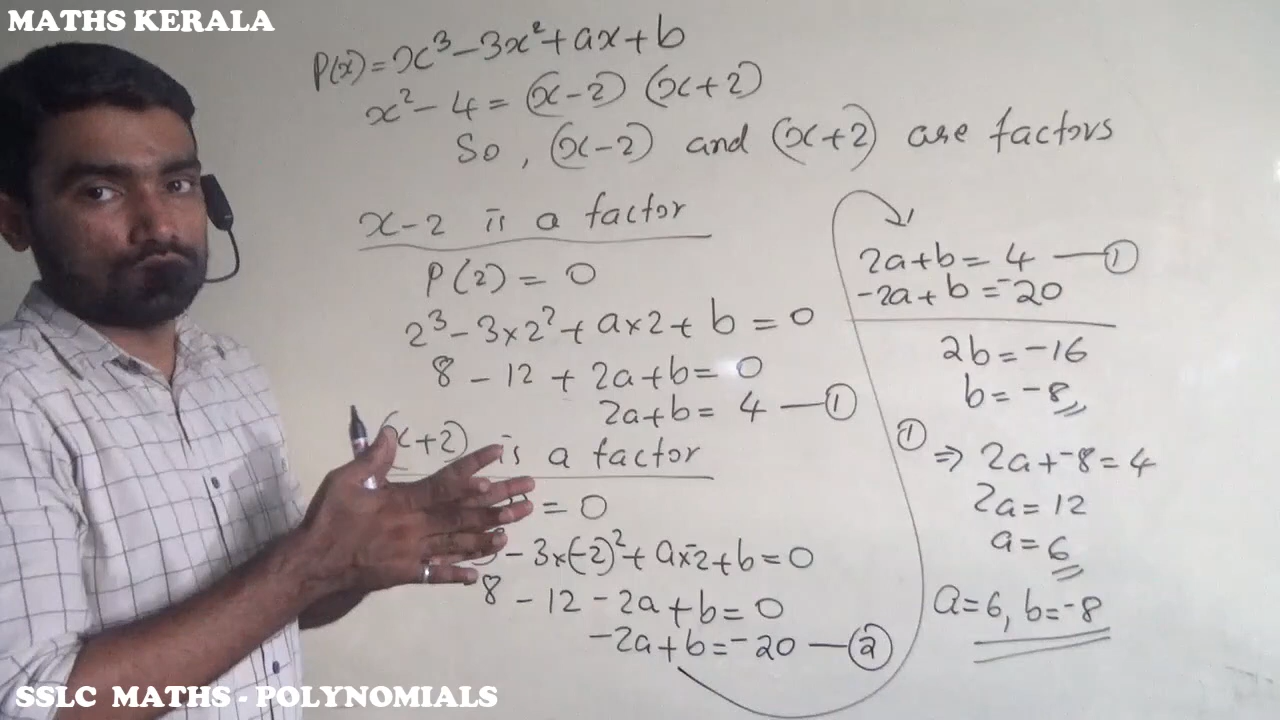 MATHS KERALA
P(x) = x³ - 3x² + ax + b
x² - 4 = (x-2) (x+2)
So, (x-2) and (x+2) are factors
x-2 is a factor
P(2) = 0
2³ - 3×2² + a×2 + b = 0
8 - 12 + 2a + b = 0
2a + b = 4 — ①
(x+2) is a factor
= 0
- 3×(-2)² + a×-2 + b = 0
8 - 12 - 2a + b = 0
-2a + b = -20 — ②
2a + b = 4 — ①
-2a + b = -20
2b = -16
b = -8
① ⇒ 2a + -8 = 4
2a = 12
a = 6
a = 6, b = -8
SSLC MATHS - POLYNOMIALS